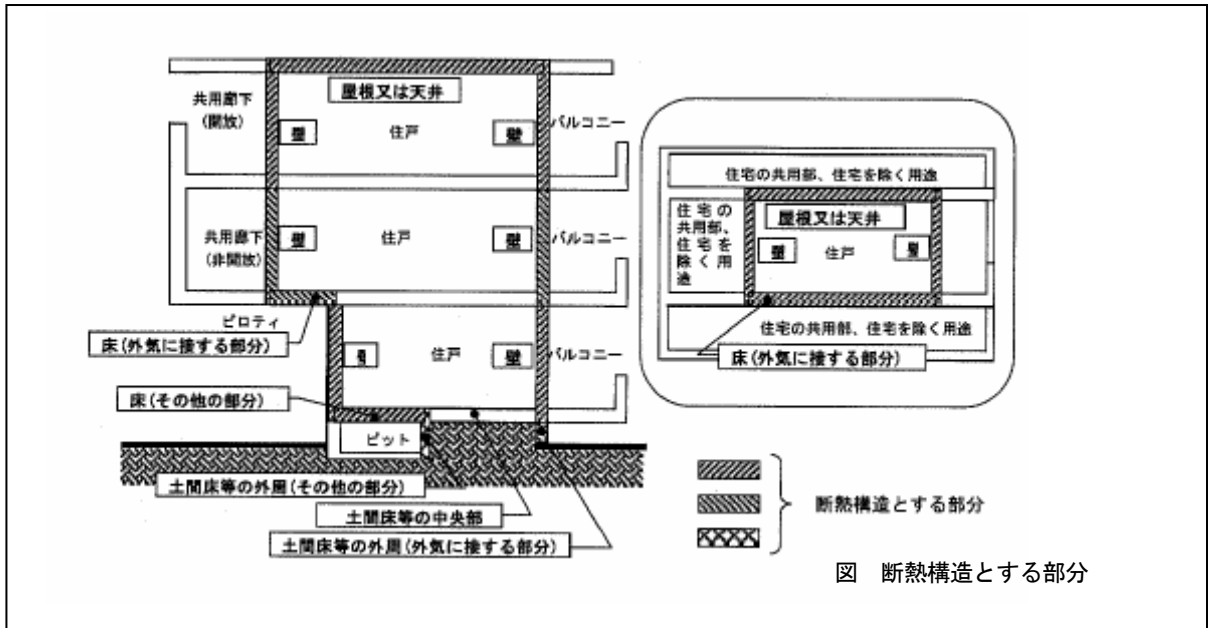 屋根又は天井
共用廊下
(開放)
壁
住戸
壁
バルコニー
共用廊下
(非開放)
壁
住戸
壁
バルコニー
ピロティ
床(外気に接する部分)
住戸
壁
バルコニー
床(その他の部分)
ピット
土間床等の外周(その他の部分)
土間床等の中央部
土間床等の外周(外気に接する部分)
住宅の共用部、住宅を除く用途
住宅の
共用部、
住宅を
除く用
途
屋根又は天井
壁
住戸
住宅の共用部、住宅を除く用途
床(外気に接する部分)
断熱構造とする部分
図 断熱構造とする部分